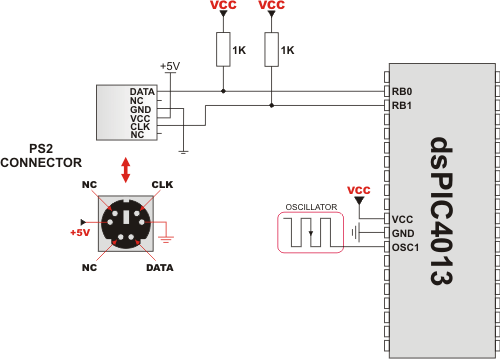 VCC VCC
1K 1K
+5V
DATA
NC
GND
VCC
CLK
NC
RB0
RB1
PS2
CONNECTOR
NC CLK
+5V
NC DATA
OSCILLATOR
VCC
VCC
GND
OSC1
dsPIC4013